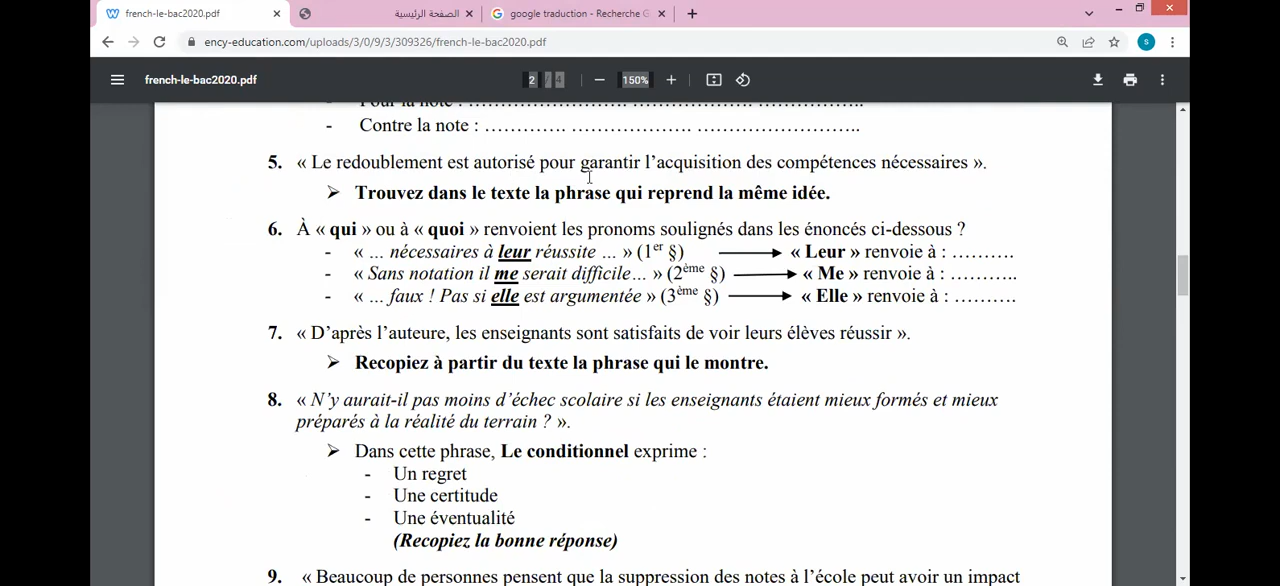 french-le-bac2020.pdf
الصفحة الرئيسية
google traduction - Recherche G
ency-education.com/uploads/3/0/9/3/309326/french-le-bac2020.pdf
s
french-le-bac2020.pdf
2 / 4
150%
- Pour la note : ……………………. …………………. ………………..
- Contre la note : …………. ………………. ……………………..
5. « Le redoublement est autorisé pour garantir l’acquisition des compétences nécessaires ».
➢ Trouvez dans le texte la phrase qui reprend la même idée.
6. À « qui » ou à « quoi » renvoient les pronoms soulignés dans les énoncés ci-dessous ?
- « … nécessaires à leur réussite … » (1er §) → « Leur » renvoie à : ……….
- « Sans notation il me serait difficile… » (2ème §) → « Me » renvoie à : ………..
- « … faux ! Pas si elle est argumentée » (3ème §) → « Elle » renvoie à : ……….
7. « D’après l’auteure, les enseignants sont satisfaits de voir leurs élèves réussir ».
➢ Recopiez à partir du texte la phrase qui le montre.
8. « N’y aurait-il pas moins d’échec scolaire si les enseignants étaient mieux formés et mieux
préparés à la réalité du terrain ? ».
➢ Dans cette phrase, Le conditionnel exprime :
- Un regret
- Une certitude
- Une éventualité
(Recopiez la bonne réponse)
9. « Beaucoup de personnes pensent que la suppression des notes à l’école peut avoir un impact